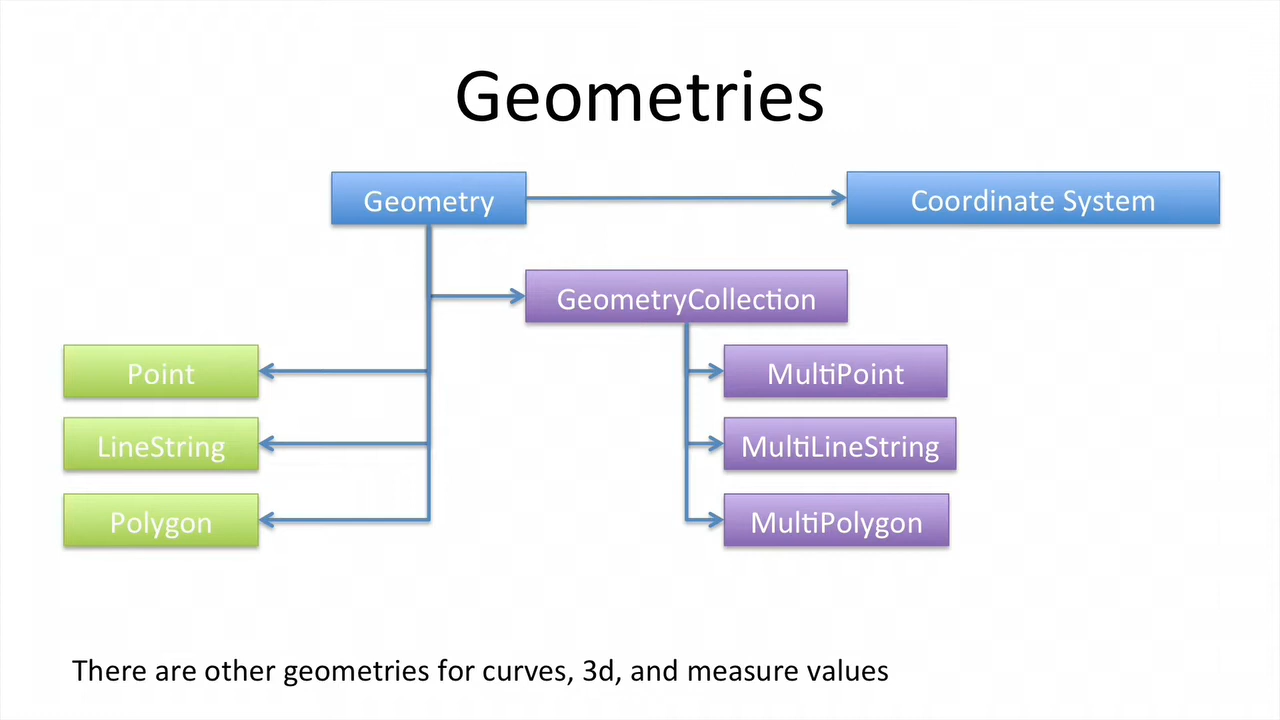 Geometries
Geometry
Coordinate System
GeometryCollection
Point
MultiPoint
LineString
MultiLineString
Polygon
MultiPolygon
There are other geometries for curves, 3d, and measure values